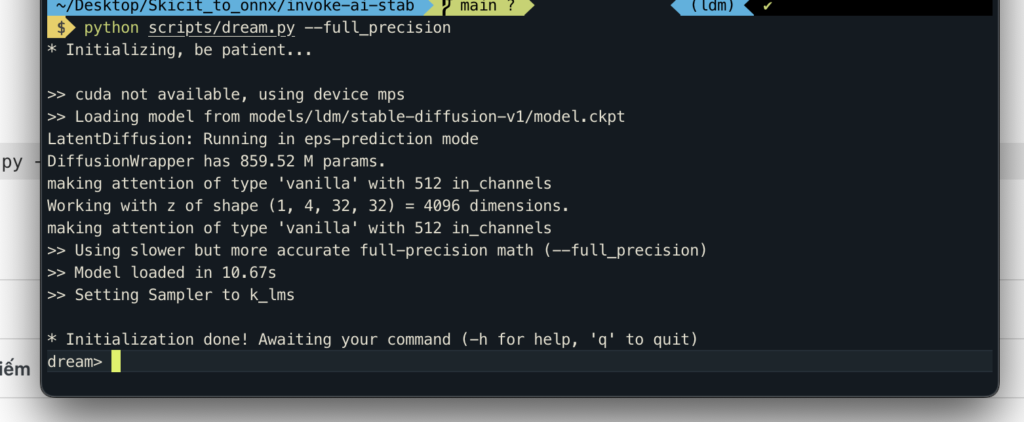 ~/Desktop/Skicit_to_onnx/invoke-ai-stab main ? (ldm) ✔
$ python scripts/dream.py --full_precision
* Initializing, be patient...
>> cuda not available, using device mps
>> Loading model from models/ldm/stable-diffusion-v1/model.ckpt
LatentDiffusion: Running in eps-prediction mode
py -
DiffusionWrapper has 859.52 M params.
making attention of type 'vanilla' with 512 in_channels
Working with z of shape (1, 4, 32, 32) = 4096 dimensions.
making attention of type 'vanilla' with 512 in_channels
>> Using slower but more accurate full-precision math (--full_precision)
>> Model loaded in 10.67s
>> Setting Sampler to k_lms
* Initialization done! Awaiting your command (-h for help, 'q' to quit)
dream>
iếm